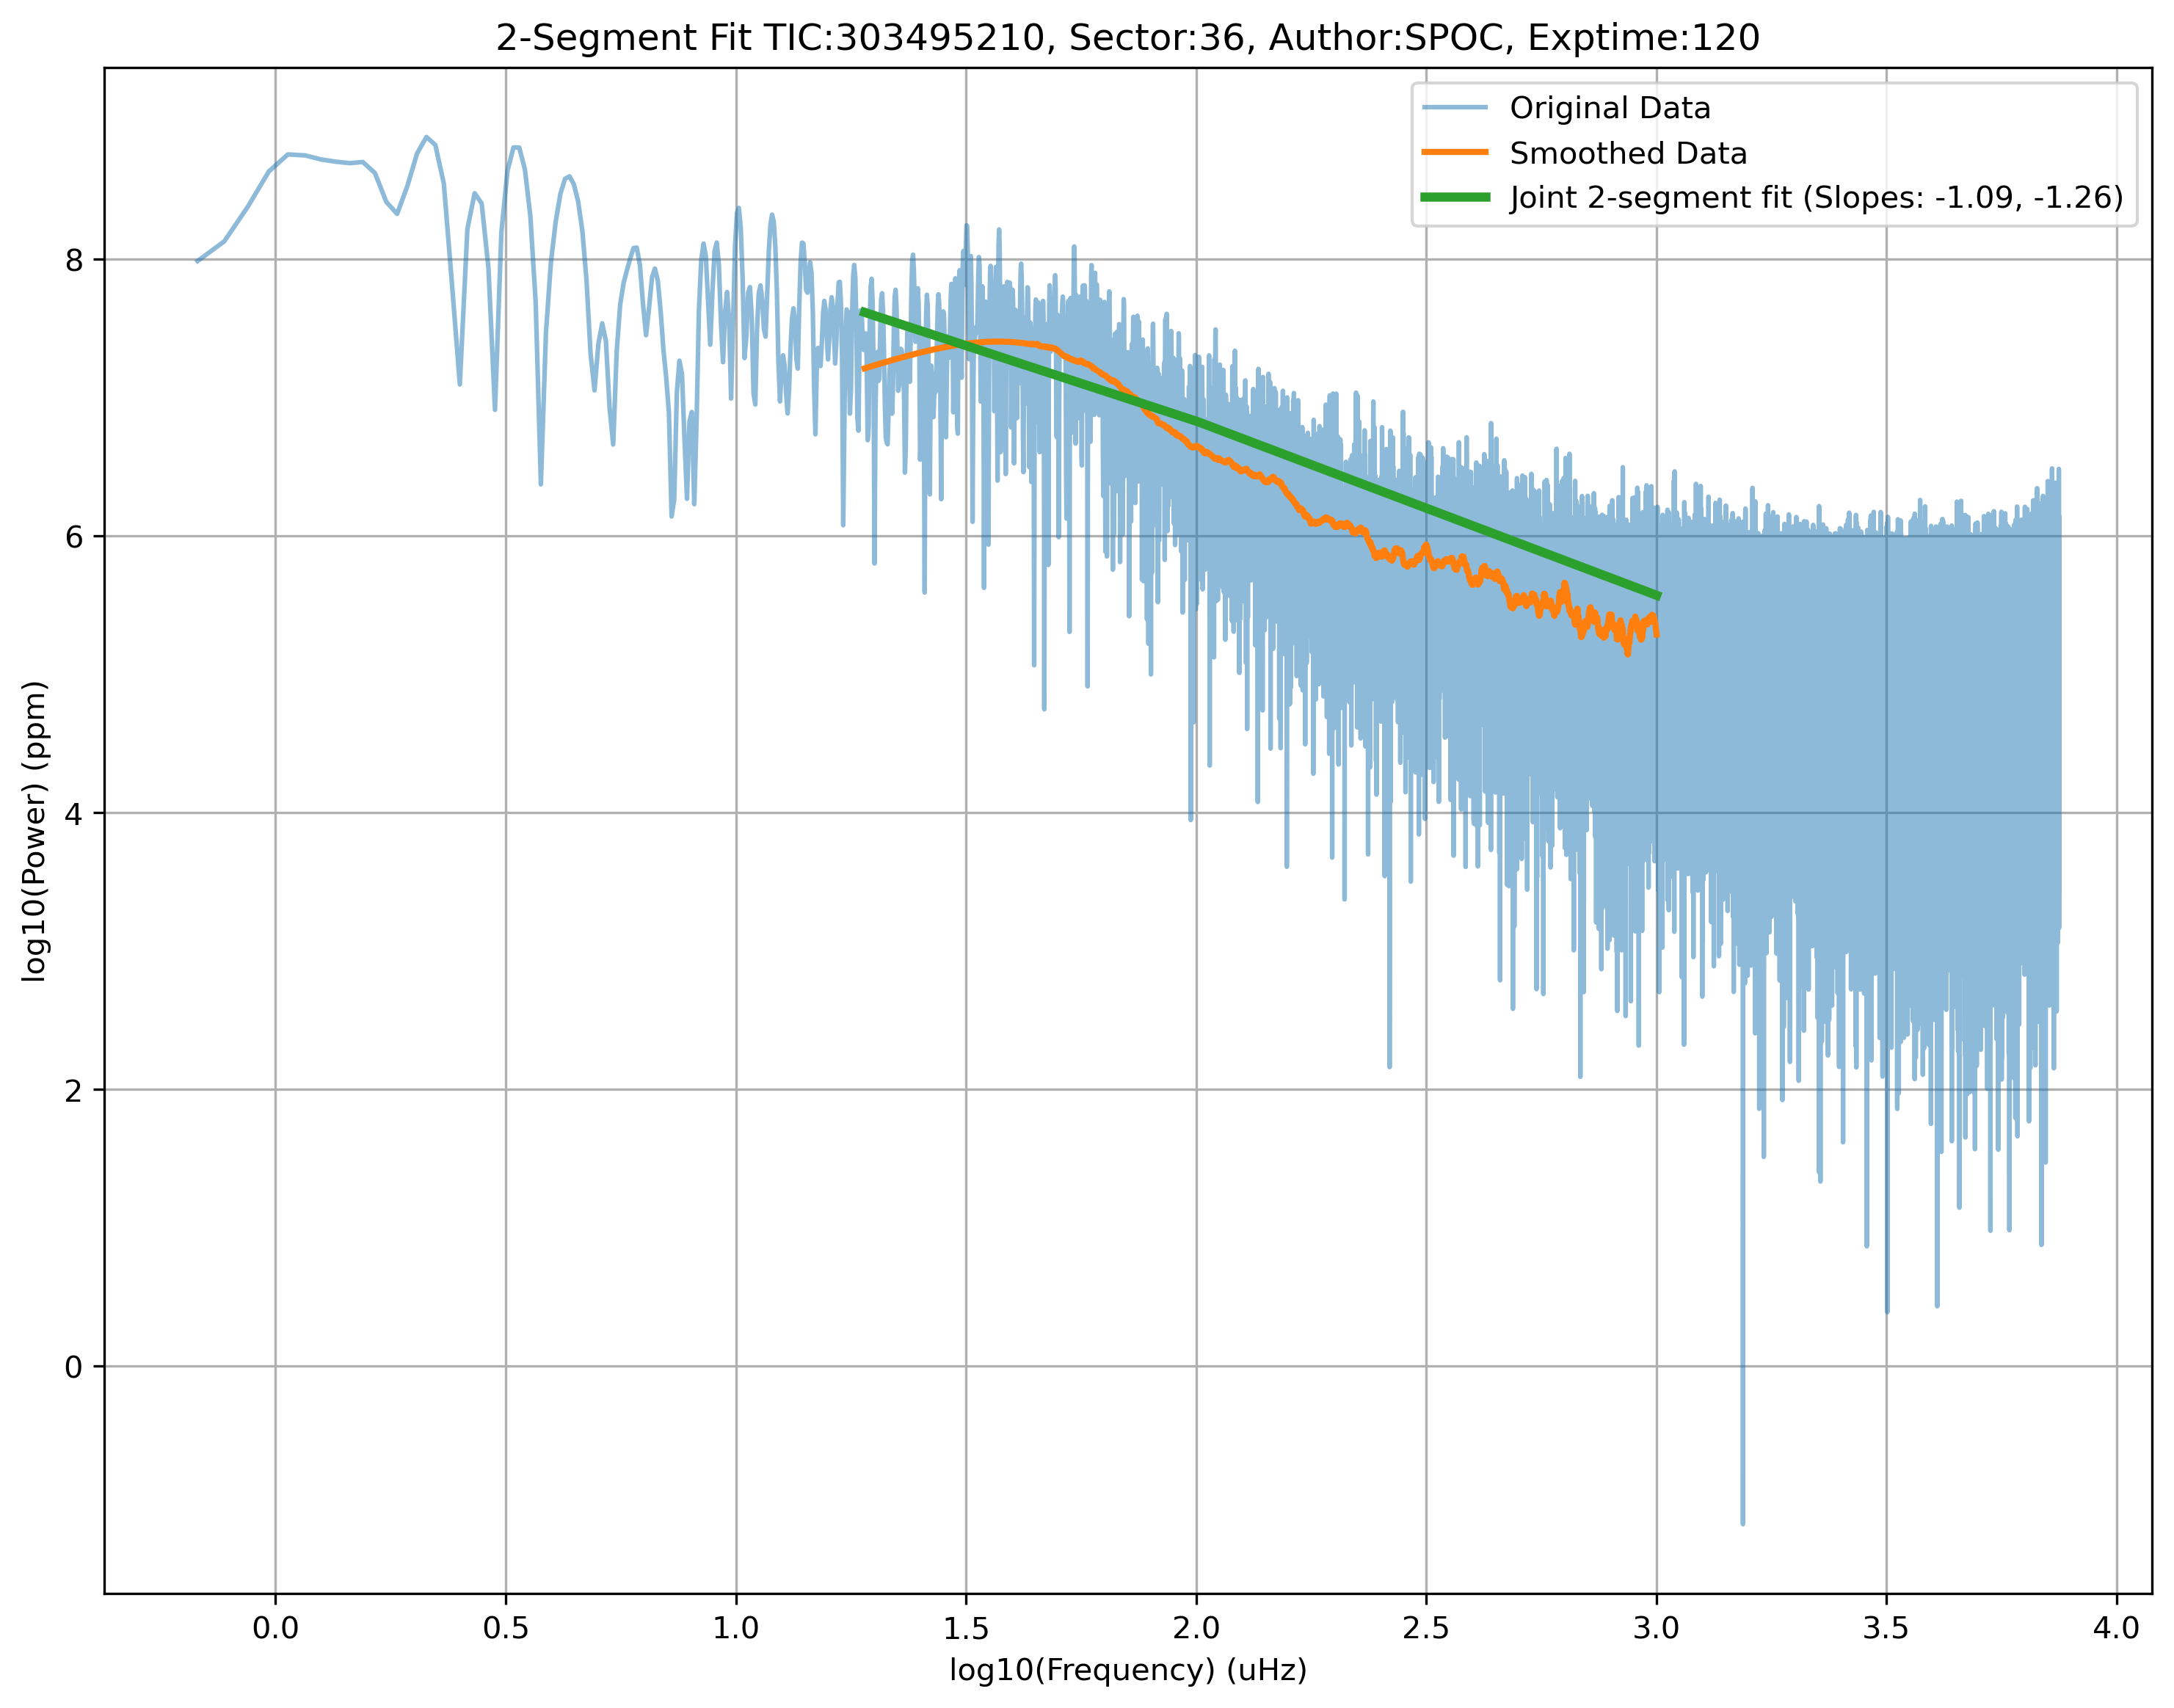 2-Segment Fit TIC:303495210, Sector:36, Author:SPOC, Exptime:120
Original Data
Smoothed Data
Joint 2-segment fit (Slopes: -1.09, -1.26)
log10(Power) (ppm)
8
6
4
2
0
0.0 0.5 1.0 1.5 2.0 2.5 3.0 3.5 4.0
log10(Frequency) (uHz)